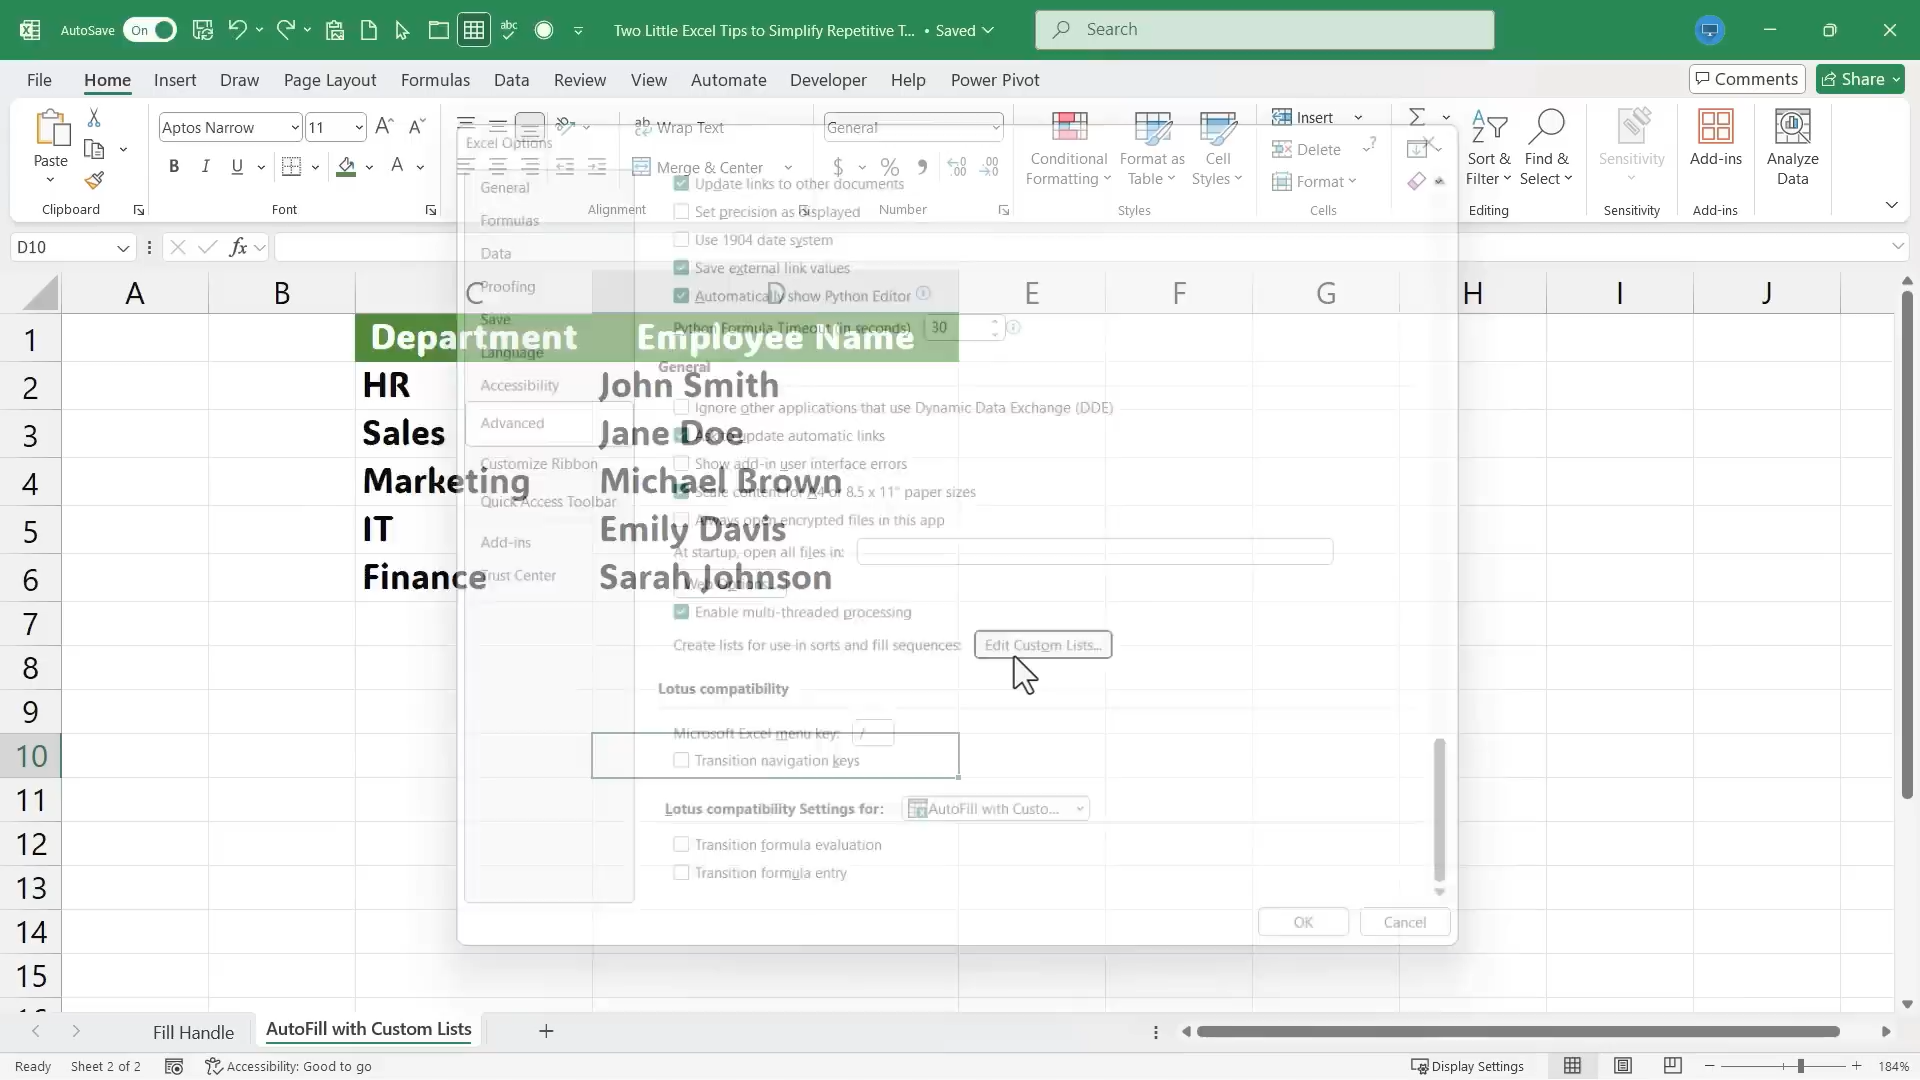 AutoSave On Two Little Excel Tips to Simplify Repetitive T... • Saved Search
File Home Insert Draw Page Layout Formulas Data Review View Automate Developer Help Power Pivot Comments Share
Paste
Clipboard
Aptos Narrow 11
B I U
Font
Wrap Text
Merge & Center
Alignment
General
Number
Conditional Formatting
Format as Table
Cell Styles
Styles
Insert
Delete
Format
Cells
Sort & Filter
Find & Select
Editing
Sensitivity
Sensitivity
Add-ins
Add-ins
Analyze Data
D10 fx
A B C D E F G H I J
1 Department Employee Name
2 HR John Smith
3 Sales Jane Doe
4 Marketing Michael Brown
5 IT Emily Davis
6 Finance Sarah Johnson
7
8
9
10
11
12
13
14
15
Excel Options
General
Formulas
Data
Proofing
Save
Language
Accessibility
Advanced
Customize Ribbon
Quick Access Toolbar
Add-ins
Trust Center
Update links to other documents
Set precision as displayed
Use 1904 date system
Save external link values
Automatically show Python Editor
Python Formula Timeout (in seconds) 30
General
Ignore other applications that use Dynamic Data Exchange (DDE)
Ask to update automatic links
Show add-in user interface errors
Scale content for A4 or 8.5 x 11" paper sizes
Always open encrypted files in this app
At startup, open all files in:
Web Options...
Enable multi-threaded processing
Create lists for use in sorts and fill sequences: Edit Custom Lists...
Lotus compatibility
Microsoft Excel menu key: /
Transition navigation keys
Lotus compatibility Settings for: AutoFill with Custo...
Transition formula evaluation
Transition formula entry
OK Cancel
Fill Handle AutoFill with Custom Lists
Ready Sheet 2 of 2 Accessibility: Good to go Display Settings 184%